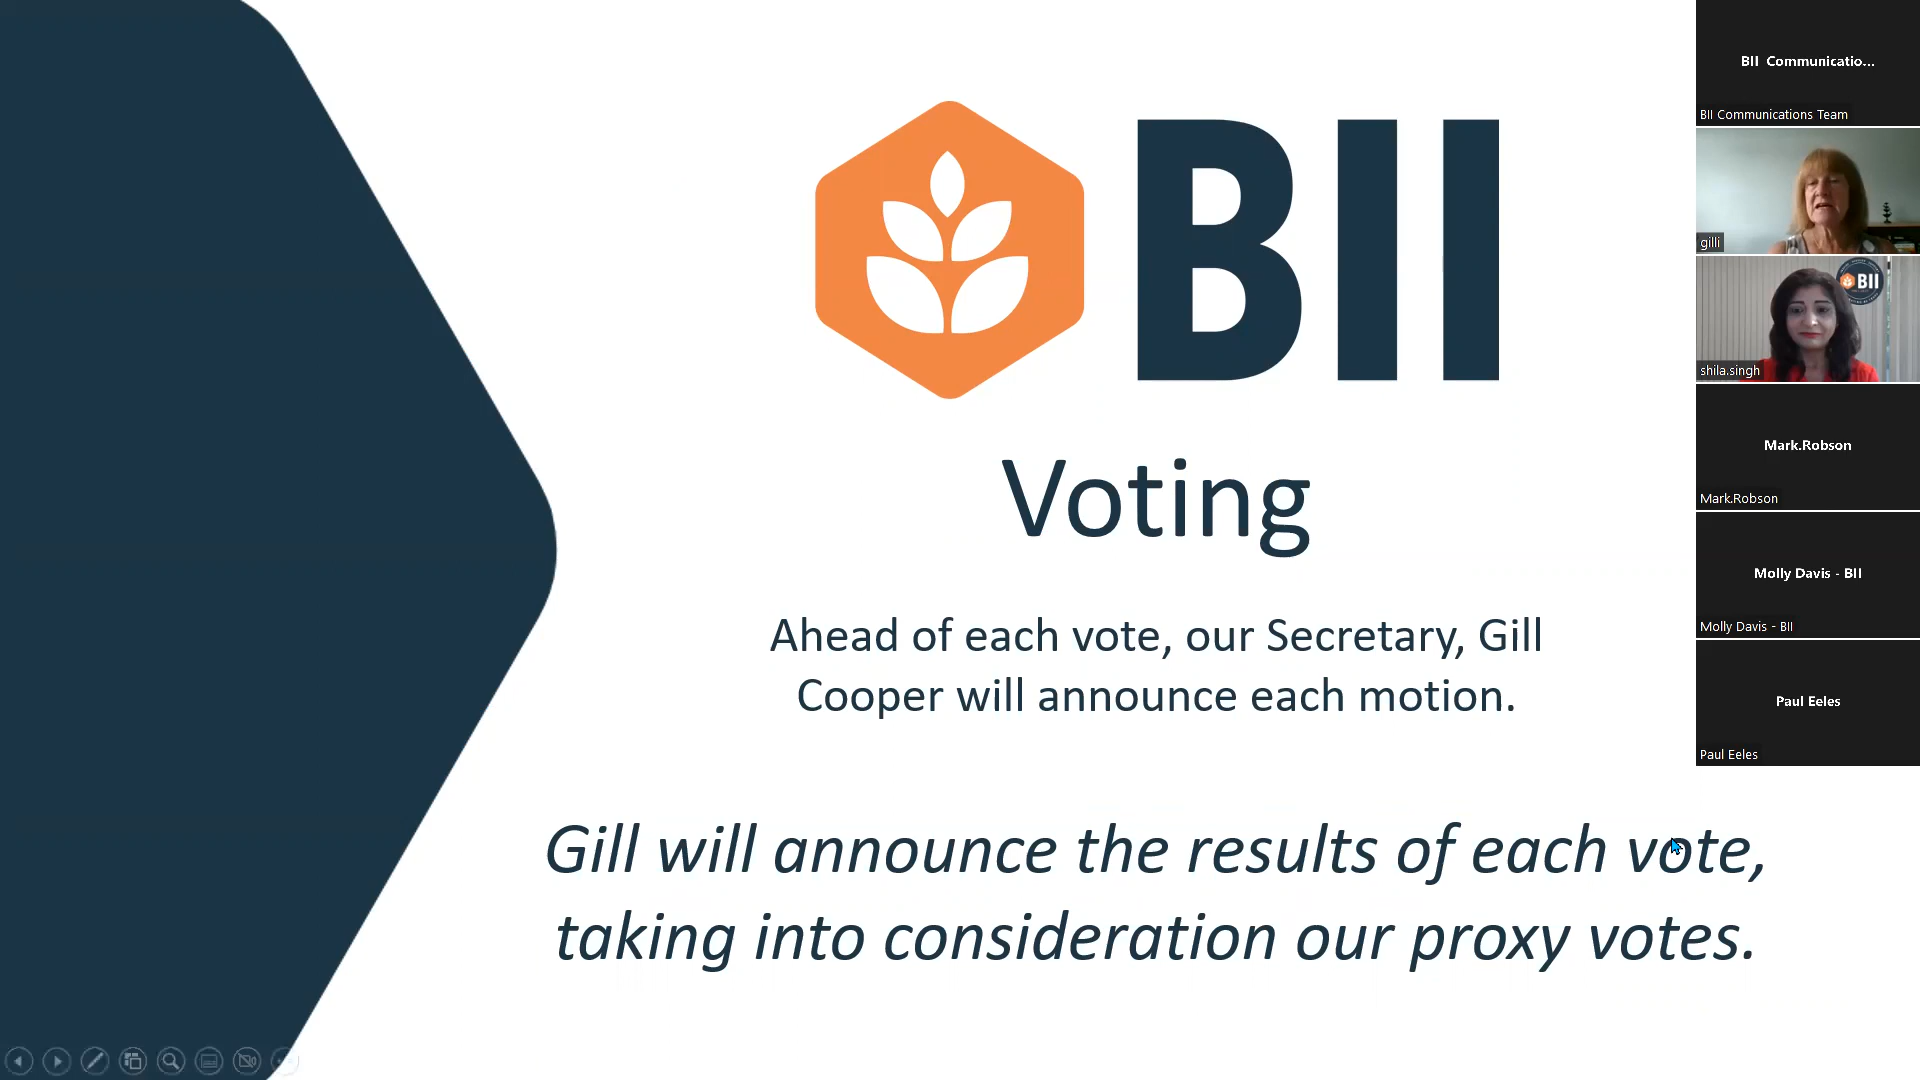 BII
Voting
Ahead of each vote, our Secretary, Gill
Cooper will announce each motion.
Gill will announce the results of each vote,
taking into consideration our proxy votes.
BII Communicatio...
BII Communications Team
gilli
BII
shila.singh
Mark.Robson
Mark.Robson
Molly Davis - BII
Molly Davis - BII
Paul Eeles
Paul Eeles